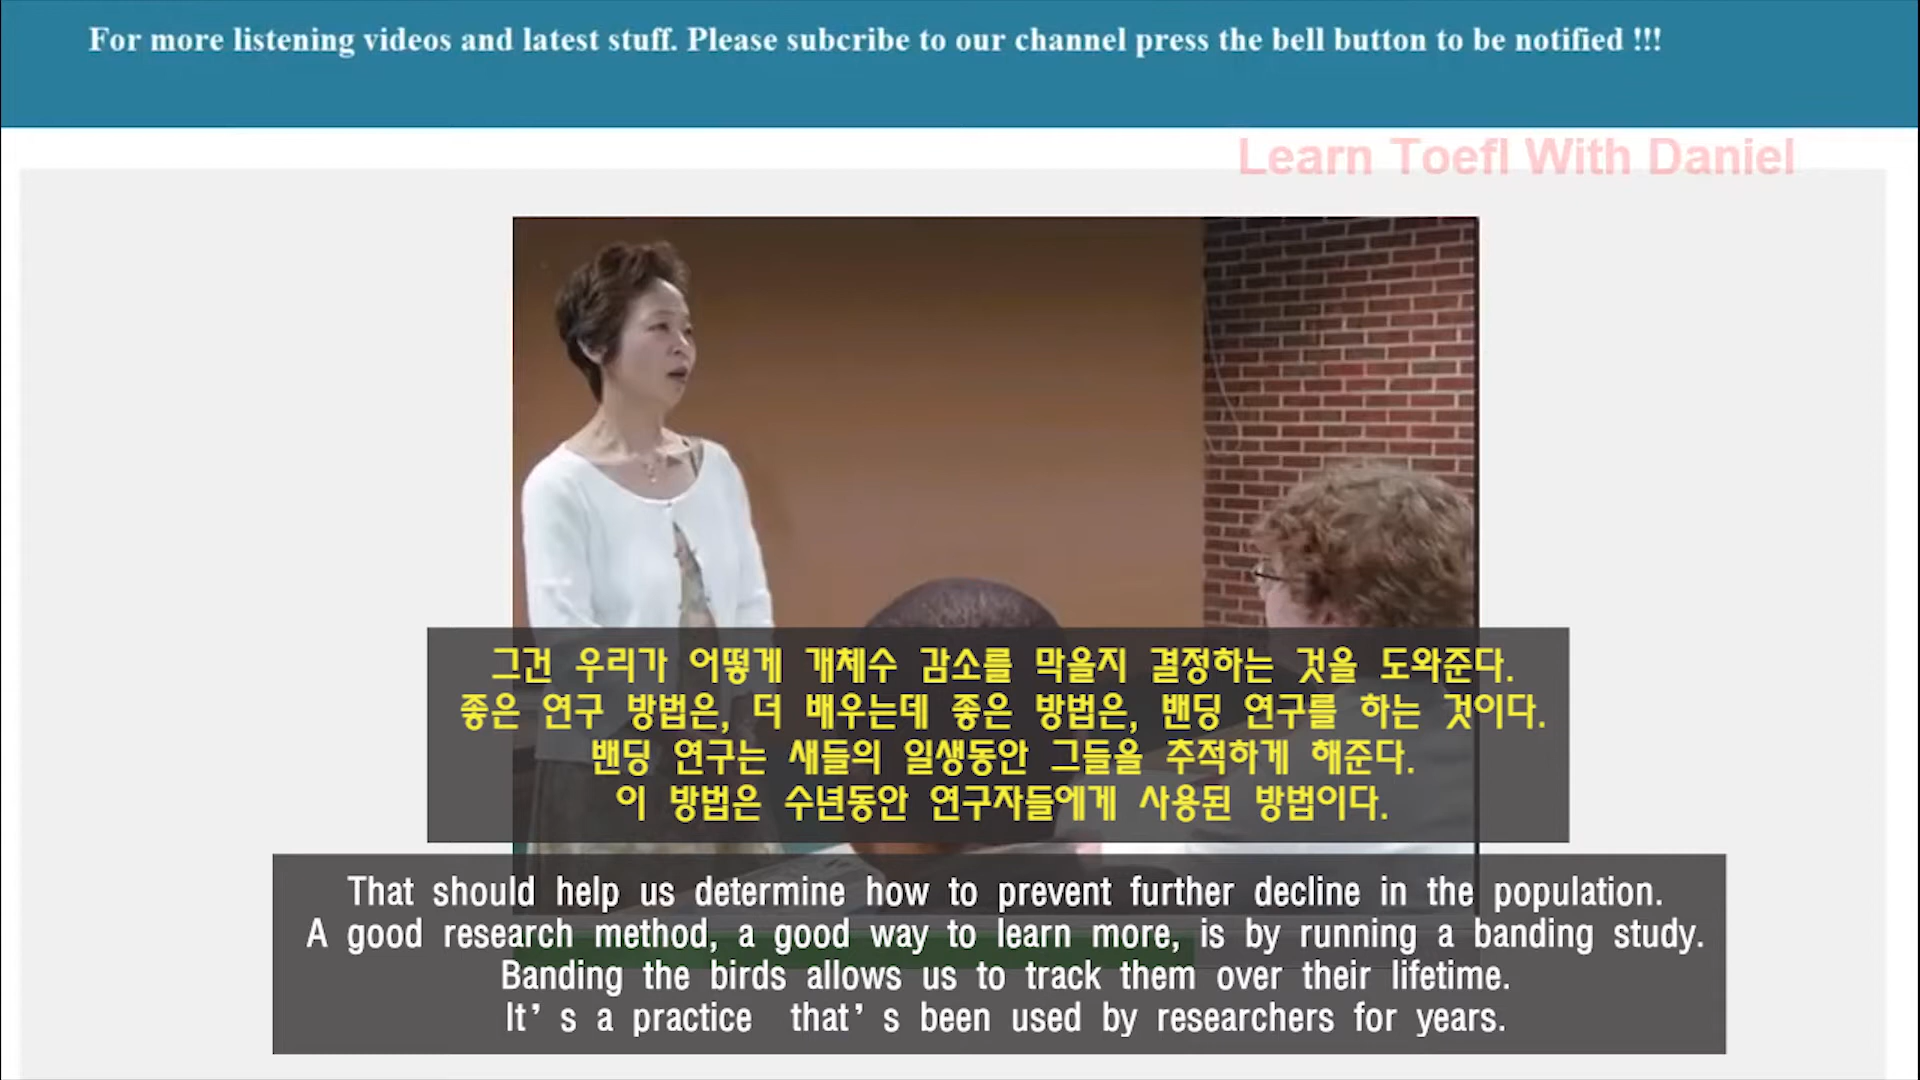 For more listening videos and latest stuff. Please subcribe to our channel press the bell button to be notified !!!
Learn Toefl With Daniel
그건 우리가 어떻게 개체수 감소를 막을지 결정하는 것을 도와준다.
좋은 연구 방법은, 더 배우는데 좋은 방법은, 밴딩 연구를 하는 것이다.
밴딩 연구는 새들의 일생동안 그들을 추적하게 해준다.
이 방법은 수년동안 연구자들에게 사용된 방법이다.
That should help us determine how to prevent further decline in the population.
A good research method, a good way to learn more, is by running a banding study.
Banding the birds allows us to track them over their lifetime.
It’s a practice that’s been used by researchers for years.